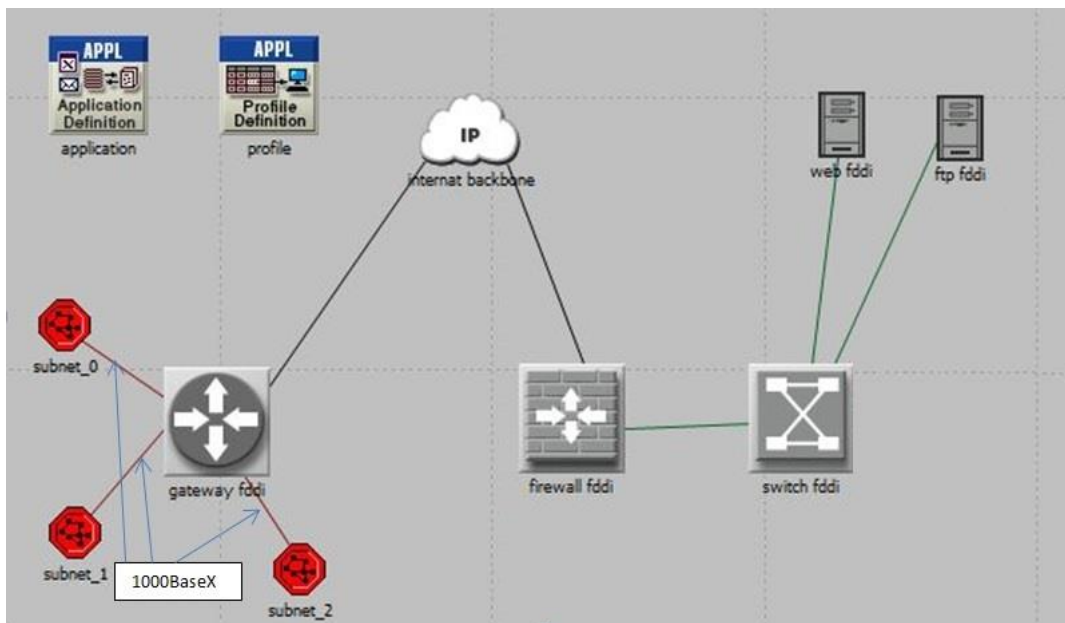 APPL
Application
Definition
application
APPL
Profiile
Definition
profile
IP
internat backbone
web fddi
ftp fddi
subnet_0
gateway fddi
firewall fddi
switch fddi
subnet_1
1000BaseX
subnet_2